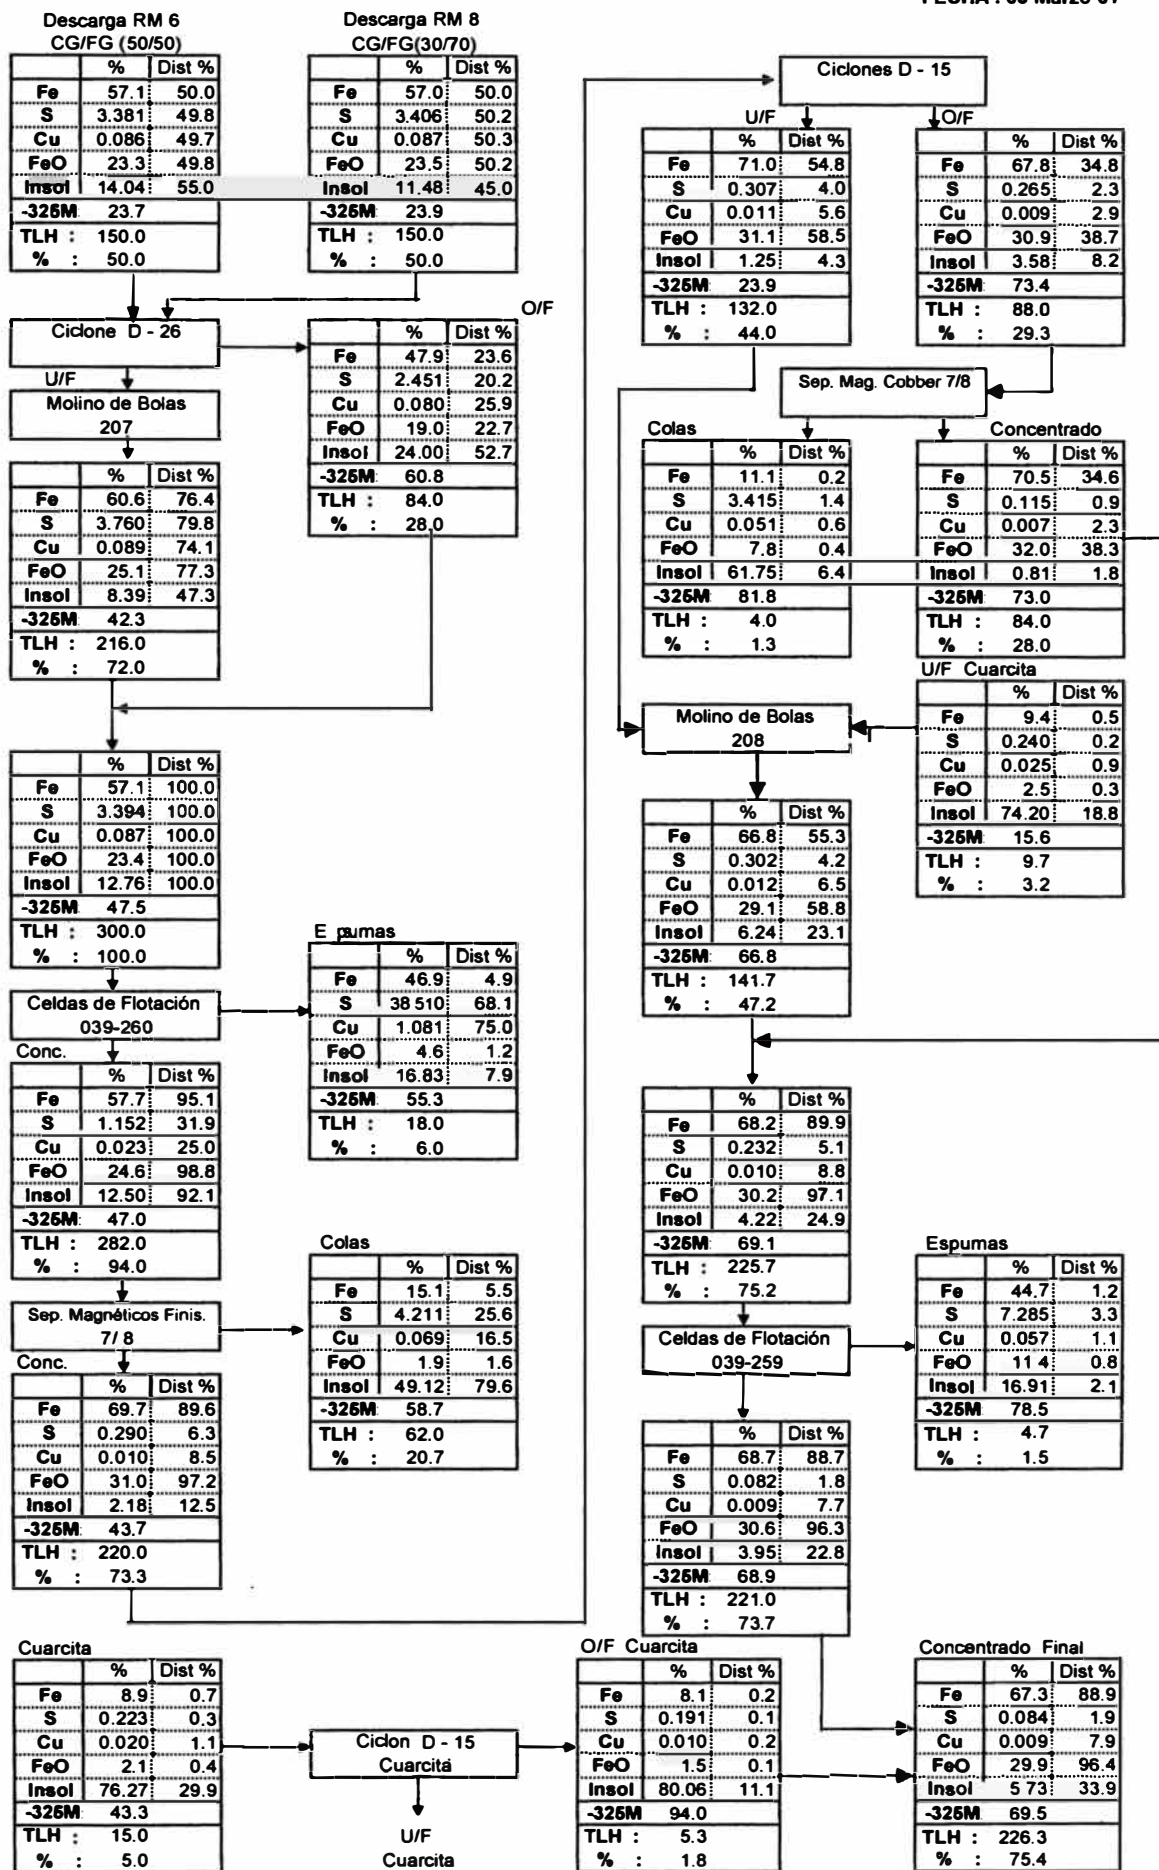 Descarga RM 6
CG/FG (50/50)
% Dist %
Fe 57.1 50.0
S 3.381 49.8
Cu 0.086 49.7
FeO 23.3 49.8
Insol 14.04 55.0
-325M 23.7
TLH : 150.0
% : 50.0
Descarga RM 8
CG/FG(30/70)
% Dist %
Fe 57.0 50.0
S 3.406 50.2
Cu 0.087 50.3
FeO 23.5 50.2
Insol 11.48 45.0
-325M 23.9
TLH : 150.0
% : 50.0
Ciclone D - 26
U/F
O/F
% Dist %
Fe 47.9 23.6
S 2.451 20.2
Cu 0.080 25.9
FeO 19.0 22.7
Insol 24.00 52.7
-325M 60.8
TLH : 84.0
% : 28.0
Molino de Bolas
207
% Dist %
Fe 60.6 76.4
S 3.760 79.8
Cu 0.089 74.1
FeO 25.1 77.3
Insol 8.39 47.3
-325M 42.3
TLH : 216.0
% : 72.0
% Dist %
Fe 57.1 100.0
S 3.394 100.0
Cu 0.087 100.0
FeO 23.4 100.0
Insol 12.76 100.0
-325M 47.5
TLH : 300.0
% : 100.0
Celdas de Flotación
039-260
E pumas
% Dist %
Fe 46.9 4.9
S 38 510 68.1
Cu 1.081 75.0
FeO 4.6 1.2
Insol 16.83 7.9
-325M 55.3
TLH : 18.0
% : 6.0
Conc.
% Dist %
Fe 57.7 95.1
S 1.152 31.9
Cu 0.023 25.0
FeO 24.6 98.8
Insol 12.50 92.1
-325M 47.0
TLH : 282.0
% : 94.0
Sep. Magnéticos Finis.
7/ 8
Colas
% Dist %
Fe 15.1 5.5
S 4.211 25.6
Cu 0.069 16.5
FeO 1.9 1.6
Insol 49.12 79.6
-325M 58.7
TLH : 62.0
% : 20.7
Conc.
% Dist %
Fe 69.7 89.6
S 0.290 6.3
Cu 0.010 8.5
FeO 31.0 97.2
Insol 2.18 12.5
-325M 43.7
TLH : 220.0
% : 73.3
Ciclones D - 15
U/F
% Dist %
Fe 71.0 54.8
S 0.307 4.0
Cu 0.011 5.6
FeO 31.1 58.5
Insol 1.25 4.3
-325M 23.9
TLH : 132.0
% : 44.0
O/F
% Dist %
Fe 67.8 34.8
S 0.265 2.3
Cu 0.009 2.9
FeO 30.9 38.7
Insol 3.58 8.2
-325M 73.4
TLH : 88.0
% : 29.3
Sep. Mag. Cobber 7/8
Colas
% Dist %
Fe 11.1 0.2
S 3.415 1.4
Cu 0.051 0.6
FeO 7.8 0.4
Insol 61.75 6.4
-325M 81.8
TLH : 4.0
% : 1.3
Concentrado
% Dist %
Fe 70.5 34.6
S 0.115 0.9
Cu 0.007 2.3
FeO 32.0 38.3
Insol 0.81 1.8
-325M 73.0
TLH : 84.0
% : 28.0
U/F Cuarcita
% Dist %
Fe 9.4 0.5
S 0.240 0.2
Cu 0.025 0.9
FeO 2.5 0.3
Insol 74.20 18.8
-325M 15.6
TLH : 9.7
% : 3.2
Molino de Bolas
208
% Dist %
Fe 66.8 55.3
S 0.302 4.2
Cu 0.012 6.5
FeO 29.1 58.8
Insol 6.24 23.1
-325M 66.8
TLH : 141.7
% : 47.2
% Dist %
Fe 68.2 89.9
S 0.232 5.1
Cu 0.010 8.8
FeO 30.2 97.1
Insol 4.22 24.9
-325M 69.1
TLH : 225.7
% : 75.2
Celdas de Flotación
039-259
Espumas
% Dist %
Fe 44.7 1.2
S 7.285 3.3
Cu 0.057 1.1
FeO 11 4 0.8
Insol 16.91 2.1
-325M 78.5
TLH : 4.7
% : 1.5
% Dist %
Fe 68.7 88.7
S 0.082 1.8
Cu 0.009 7.7
FeO 30.6 96.3
Insol 3.95 22.8
-325M 68.9
TLH : 221.0
% : 73.7
Cuarcita
% Dist %
Fe 8.9 0.7
S 0.223 0.3
Cu 0.020 1.1
FeO 2.1 0.4
Insol 76.27 29.9
-325M 43.3
TLH : 15.0
% : 5.0
Ciclon D - 15
Cuarcita
U/F
Cuarcita
O/F Cuarcita
% Dist %
Fe 8.1 0.2
S 0.191 0.1
Cu 0.010 0.2
FeO 1.5 0.1
Insol 80.06 11.1
-325M 94.0
TLH : 5.3
% : 1.8
Concentrado Final
% Dist %
Fe 67.3 88.9
S 0.084 1.9
Cu 0.009 7.9
FeO 29.9 96.4
Insol 5 73 33.9
-325M 69.5
TLH : 226.3
% : 75.4